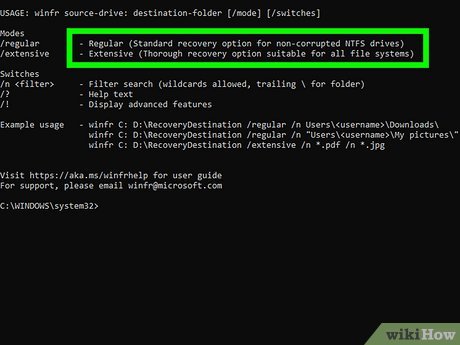 USAGE: winfr source-drive: destination-folder [/mode] [/switches]
Modes
/regular - Regular (Standard recovery option for non-corrupted NTFS drives)
/extensive - Extensive (Thorough recovery option suitable for all file systems)
Switches
/n <filter> - Filter search (wildcards allowed, trailing \ for folder)
/? - Help text
/! - Display advanced features
Example usage - winfr C: D:\RecoveryDestination /regular /n Users\<username>\Downloads\
winfr C: D:\RecoveryDestination /regular /n "Users\<username>\My pictures\"
winfr C: D:\RecoveryDestination /extensive /n *.pdf /n *.jpg
Visit https://aka.ms/winfrhelp for user guide
For support, please email winfr@microsoft.com
C:\WINDOWS\system32>
wikiHow